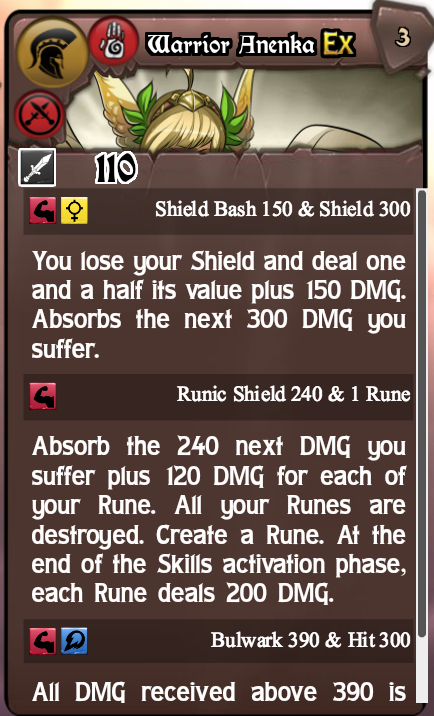 Warrior Anenka Ex
3
110
Shield Bash 150 & Shield 300
You lose your Shield and deal one
and a half its value plus 150 DMG.
Absorbs the next 300 DMG you
suffer.
Runic Shield 240 & 1 Rune
Absorb the 240 next DMG you
suffer plus 120 DMG for each of
your Rune. All your Runes are
destroyed. Create a Rune. At the
end of the Skills activation phase,
each Rune deals 200 DMG.
Bulwark 390 & Hit 300
All DMG received above 390 is